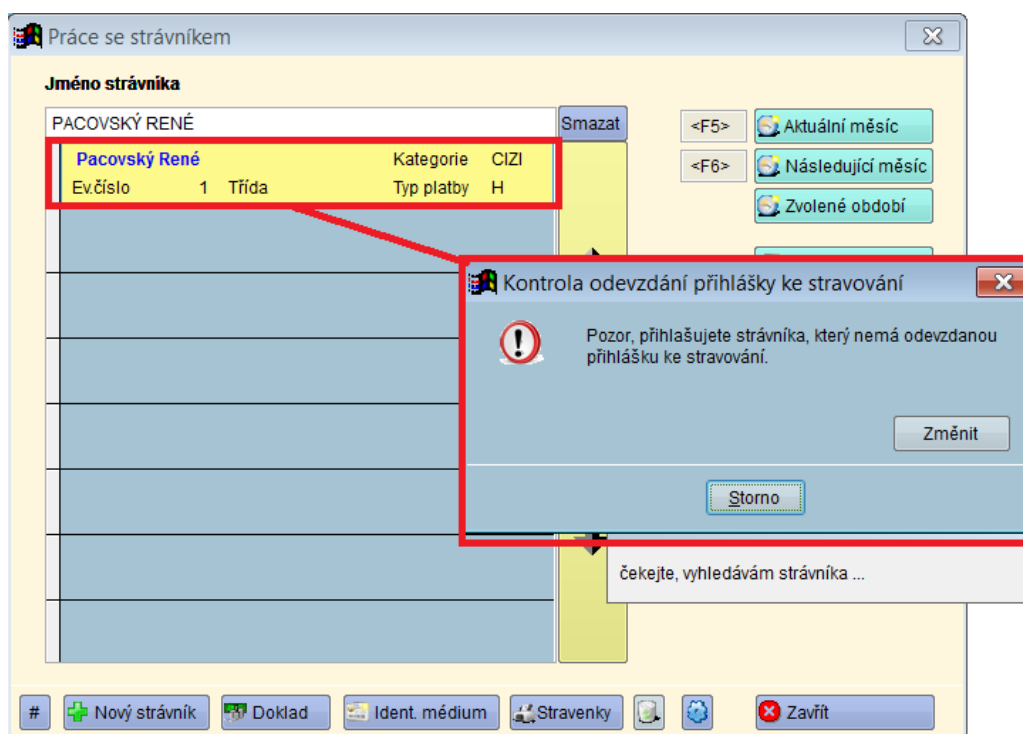 Práce se strávníkem
Jméno strávníka
PACOVSKÝ RENÉ
Smazat
<F5>
Aktuální měsíc
Pacovský René
Kategorie CIZI
<F6>
Následující měsíc
Ev.číslo 1 Třída
Typ platby H
Zvolené období
Kontrola odevzdání přihlášky ke stravování
Pozor, přihlašujete strávníka, který nemá odevzdanou
přihlášku ke stravování.
Změnit
Storno
čekejte, vyhledávám strávníka ...
# Nový strávník Doklad Ident. médium Stravenky Zavřít